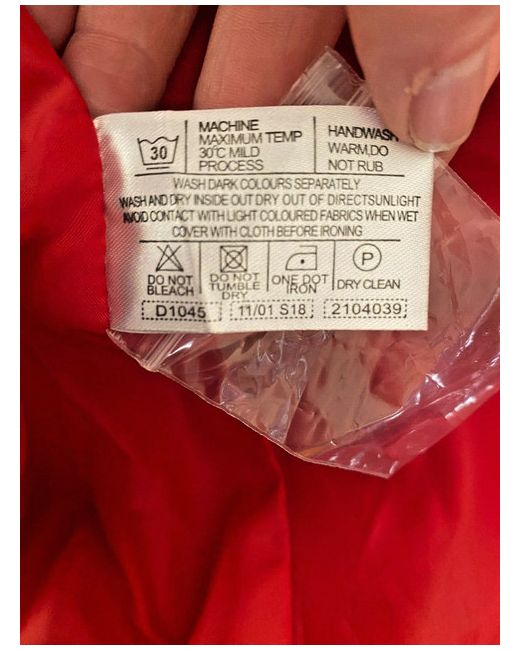 30
MACHINE
MAXIMUM TEMP
30°C MILD
PROCESS
HANDWASH
WARM,DO
NOT RUB
WASH DARK COLOURS SEPARATELY
WASH AND DRY INSIDE OUT DRY OUT OF DIRECTSUNLIGHT
AVOID CONTACT WITH LIGHT COLOURED FABRICS WHEN WET
COVER WITH CLOTH BEFORE IRONING
P
DO NOT
BLEACH
DO NOT
TUMBLE
DRY
ONE DOT
IRON
DRY CLEAN
D1045
11/01 S18
2104039